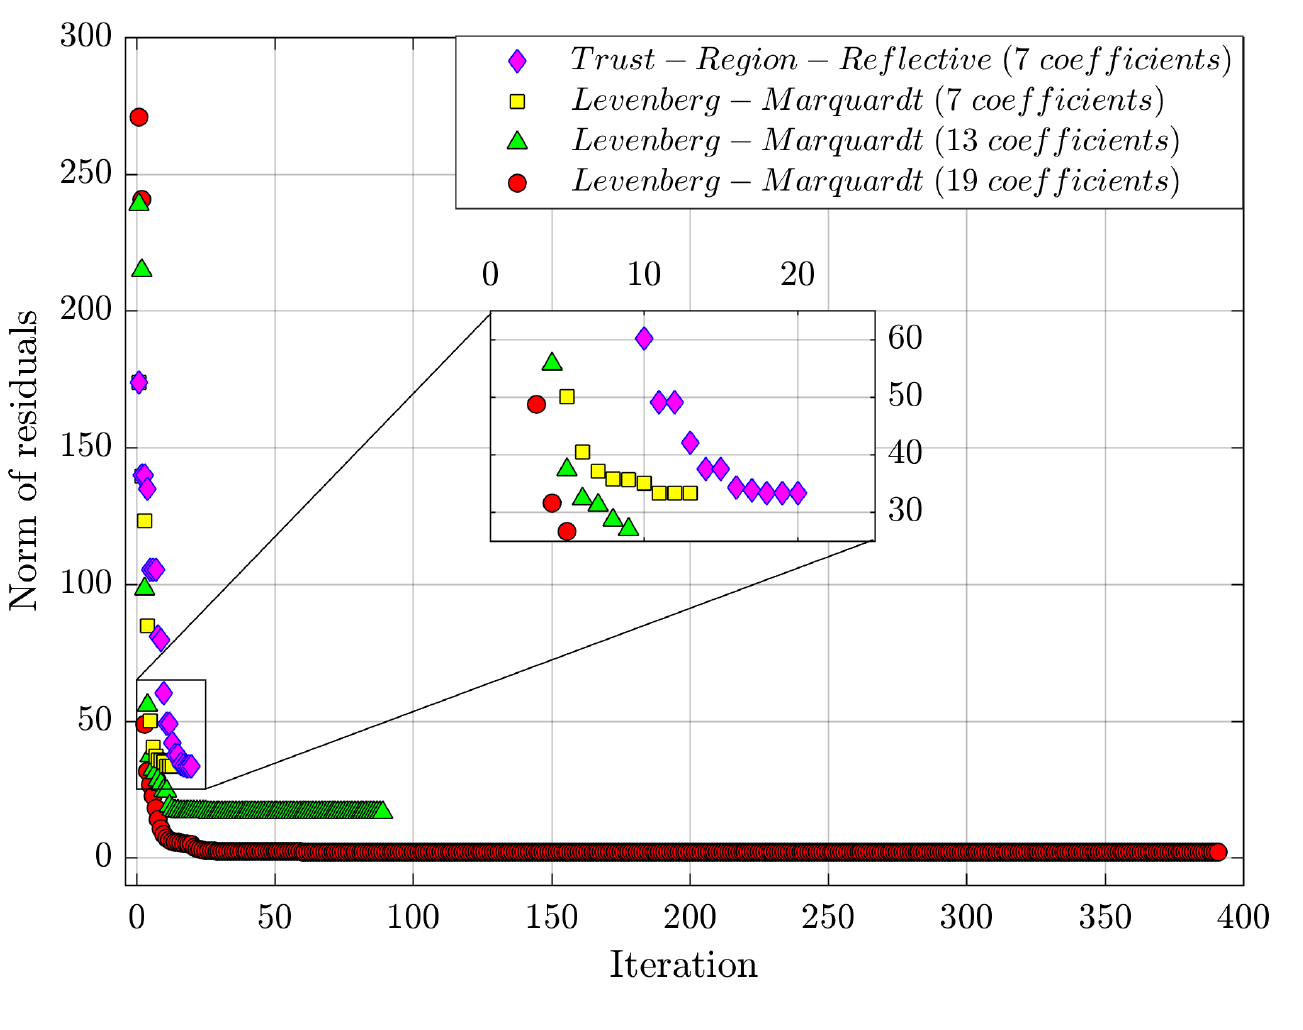 Trust – Region – Reflective (7 coefficients)
Levenberg – Marquardt (7 coefficients)
Levenberg – Marquardt (13 coefficients)
Levenberg – Marquardt (19 coefficients)
300
250
200
150
100
50
0
Norm of residuals
0 10 20
60
50
40
30
0 50 100 150 200 250 300 350 400
Iteration